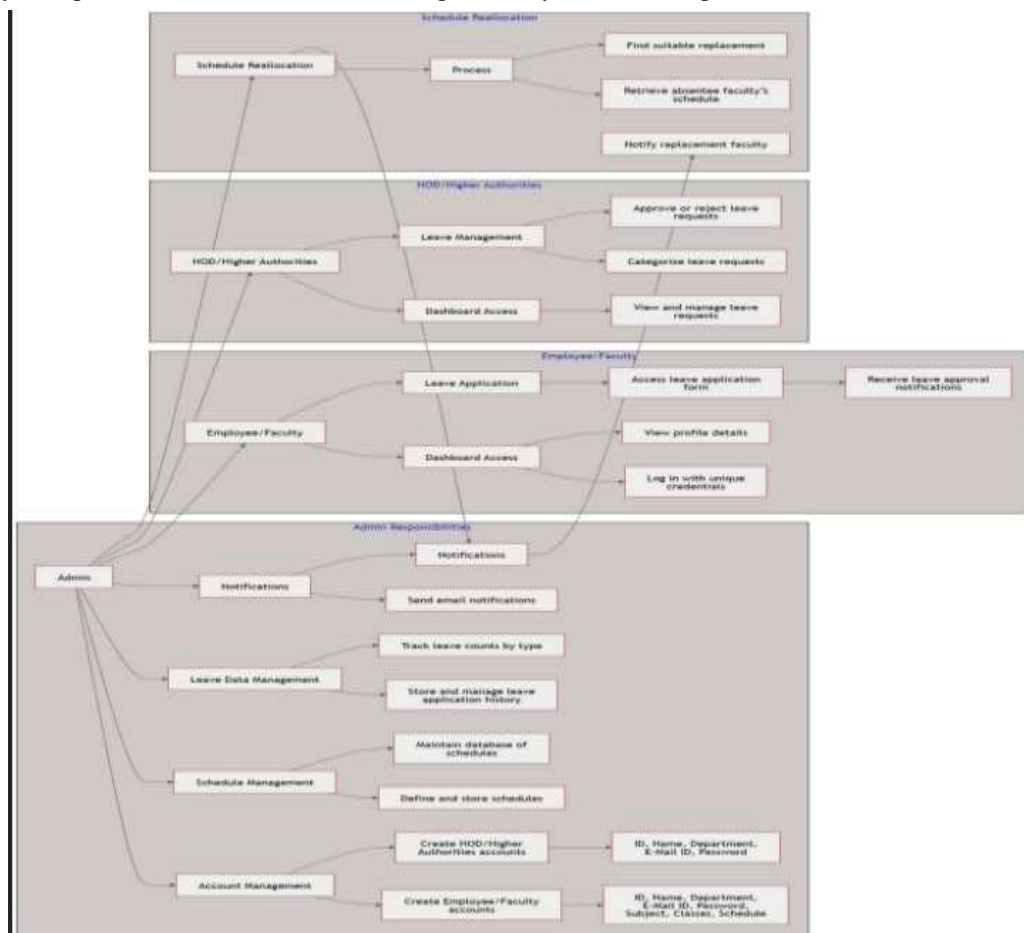 Schedule Reallocation
Find suitable replacement
Schedule Reallocation
Process
Retrieve absentee faculty's
schedule
Notify replacement faculty
HOD/Higher Authorities
Approve or reject leave
requests
Leave Management
HOD/Higher Authorities
Categorize leave requests
Dashboard Access
View and manage leave
requests
Employee/Faculty
Leave Application
Access leave application
form
Receive leave approval
notifications
Employee/Faculty
View profile details
Dashboard Access
Log in with unique
credentials
Admin Responsibilities
Notifications
Admin
Notifications
Send email notifications
Track leave counts by type
Leave Data Management
Store and manage leave
application history
Maintain database of
schedules
Schedule Management
Define and store schedules
Create HOD/Higher
Authorities accounts
ID, Name, Department,
E-Mail ID, Password
Account Management
Create Employee/Faculty
accounts
ID, Name, Department,
E-Mail ID, Password,
Subject, Classes, Schedule